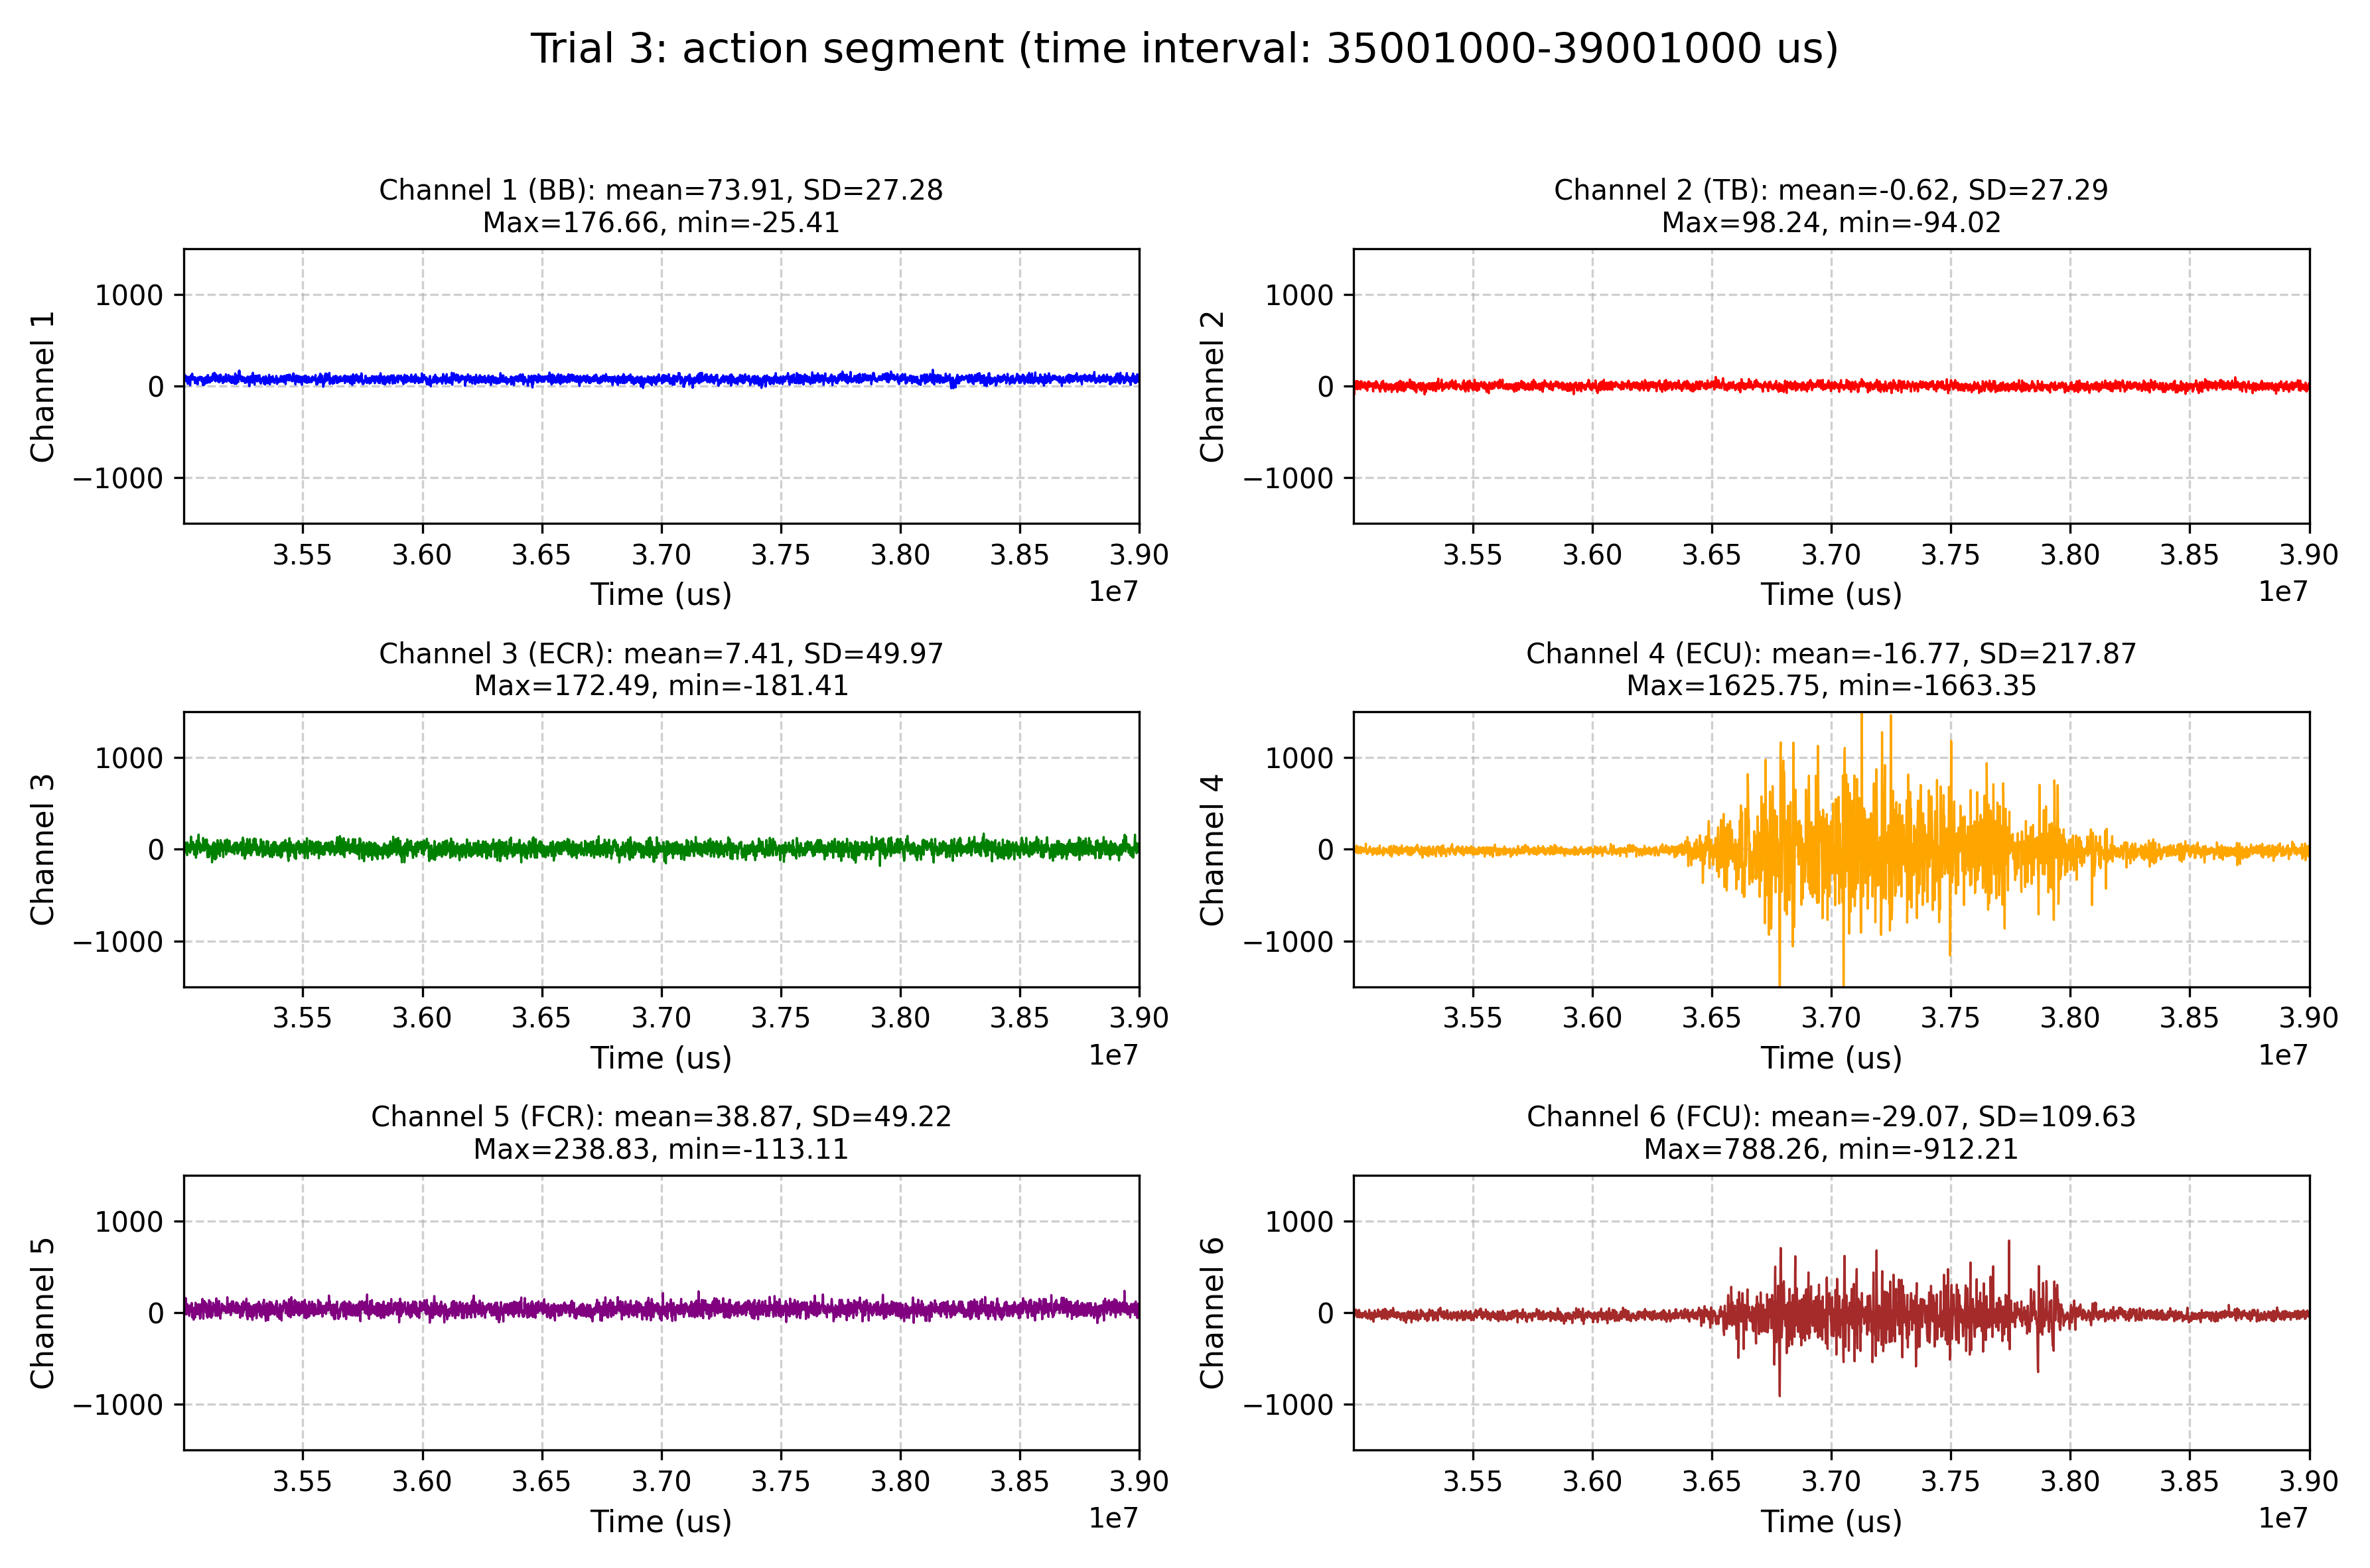 Trial 3: action segment (time interval: 35001000-39001000 us)
Channel 1 (BB): mean=73.91, SD=27.28
Max=176.66, min=-25.41
1000
0
−1000
Channel 1
3.55 3.60 3.65 3.70 3.75 3.80 3.85 3.90
1e7
Time (us)
Channel 2 (TB): mean=-0.62, SD=27.29
Max=98.24, min=-94.02
1000
0
−1000
Channel 2
3.55 3.60 3.65 3.70 3.75 3.80 3.85 3.90
1e7
Time (us)
Channel 3 (ECR): mean=7.41, SD=49.97
Max=172.49, min=-181.41
1000
0
−1000
Channel 3
3.55 3.60 3.65 3.70 3.75 3.80 3.85 3.90
1e7
Time (us)
Channel 4 (ECU): mean=-16.77, SD=217.87
Max=1625.75, min=-1663.35
1000
0
−1000
Channel 4
3.55 3.60 3.65 3.70 3.75 3.80 3.85 3.90
1e7
Time (us)
Channel 5 (FCR): mean=38.87, SD=49.22
Max=238.83, min=-113.11
1000
0
−1000
Channel 5
3.55 3.60 3.65 3.70 3.75 3.80 3.85 3.90
1e7
Time (us)
Channel 6 (FCU): mean=-29.07, SD=109.63
Max=788.26, min=-912.21
1000
0
−1000
Channel 6
3.55 3.60 3.65 3.70 3.75 3.80 3.85 3.90
1e7
Time (us)